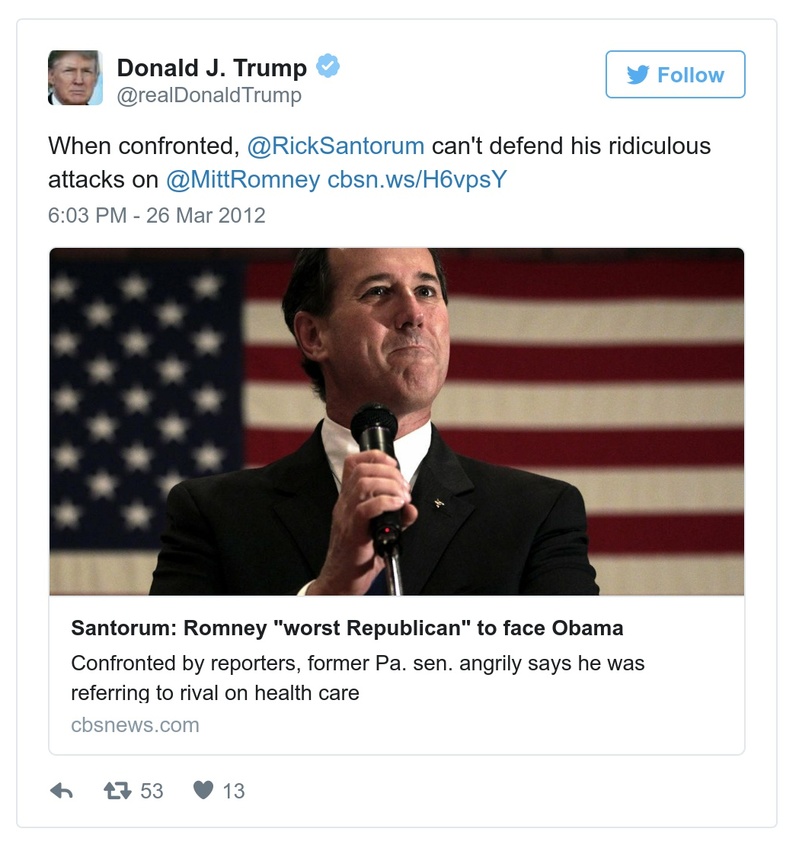 Donald J. Trump
Follow
@realDonaldTrump
When confronted, @RickSantorum can't defend his ridiculous
attacks on @MittRomney cbsn.ws/H6vpsY
6:03 PM - 26 Mar 2012
Santorum: Romney "worst Republican" to face Obama
Confronted by reporters, former Pa. sen. angrily says he was
referring to rival on health care
cbsnews.com
53 13